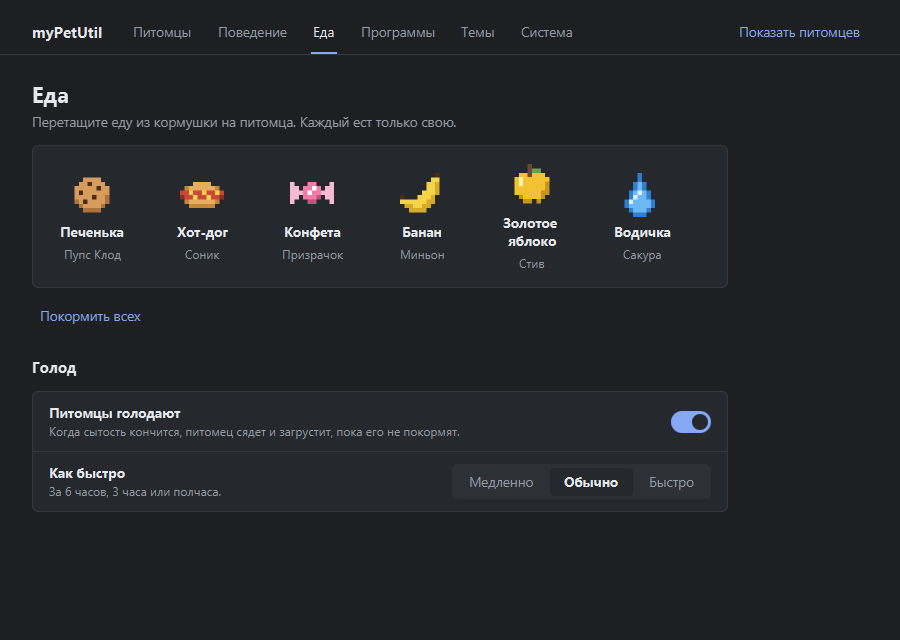 myPetUtil Питомцы Поведение Еда Программы Темы Система Показать питомцев
Еда
Перетащите еду из кормушки на питомца. Каждый ест только свою.
Печенька Хот-дог Конфета Банан Золотое яблоко Водичка
Пупс Клод Соник Призрачок Миньон Стив Сакура
Покормить всех
Голод
Питомцы голодают
Когда сытость кончится, питомец сядет и загрустит, пока его не покормят.
Как быстро Медленно Обычно Быстро
За 6 часов, 3 часа или полчаса.